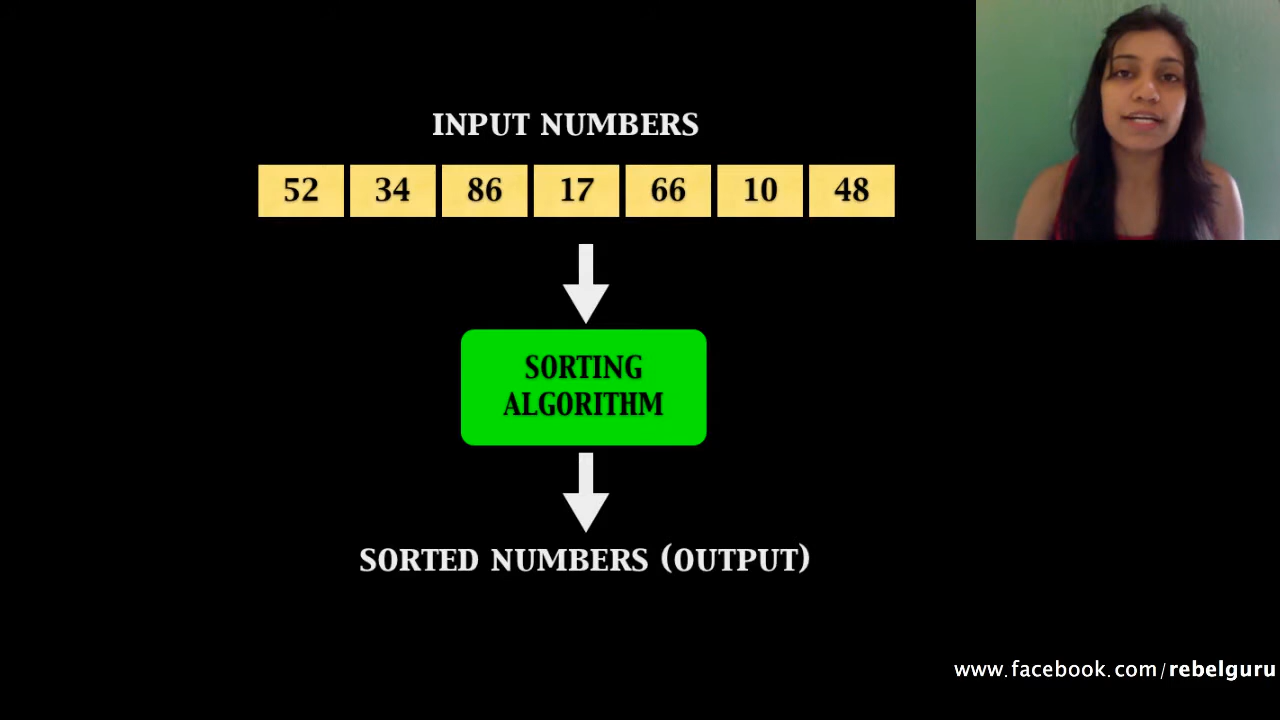 INPUT NUMBERS
52 34 86 17 66 10 48
SORTING
ALGORITHM
SORTED NUMBERS (OUTPUT)
www.facebook.com/rebelguru